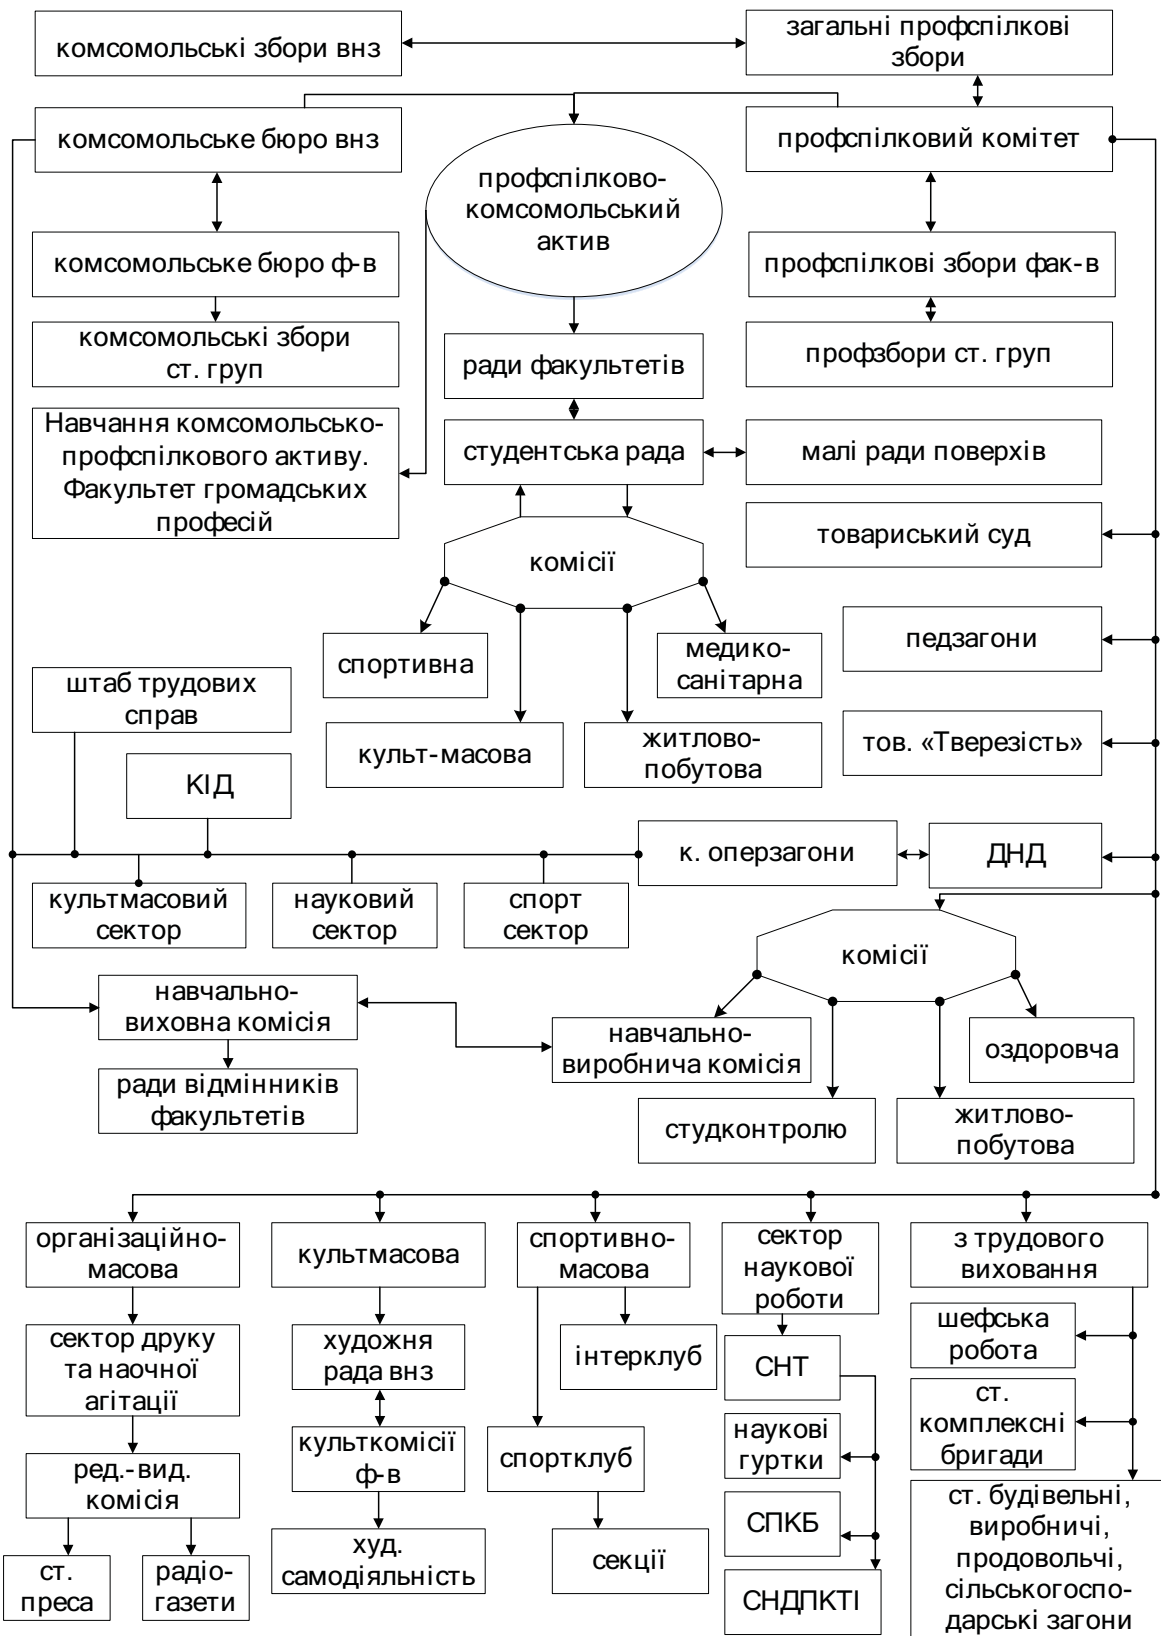 комсомольські збори внз
загальні профспілкові
збори
комсомольське бюро внз
профспілково-
комсомольський
актив
профспілковий комітет
комсомольське бюро ф-в
профспілкові збори фак-в
комсомольські збори
ст. груп
ради факультетів
профзбори ст. груп
Навчання комсомольсько-
профспілкового активу.
Факультет громадських
професій
студентська рада
малі ради поверхів
товариський суд
комісії
спортивна
медико-
санітарна
педзагони
штаб трудових
справ
культ-масова
житлово-
побутова
тов. «Тверезість»
КІД
к. оперзагони
ДНД
культмасовий
сектор
науковий
сектор
спорт
сектор
комісії
навчально-
виховна комісія
навчально-
виробнича комісія
оздоровча
ради відмінників
факультетів
студконтролю
житлово-
побутова
організаційно-
масова
культмасова
спортивно-
масова
сектор
наукової
роботи
з трудового
виховання
сектор друку
та наочної
агітації
художня
рада внз
інтерклуб
СНТ
шефська
робота
ред.-вид.
комісія
культкомісії
ф-в
спортклуб
наукові
гуртки
ст.
комплексні
бригади
ст.
преса
радіо-
газети
худ.
самодіяльність
секції
СПКБ
СНДПКТІ
ст. будівельні,
виробничі,
продовольчі,
сільськогоспо-
дарські загони